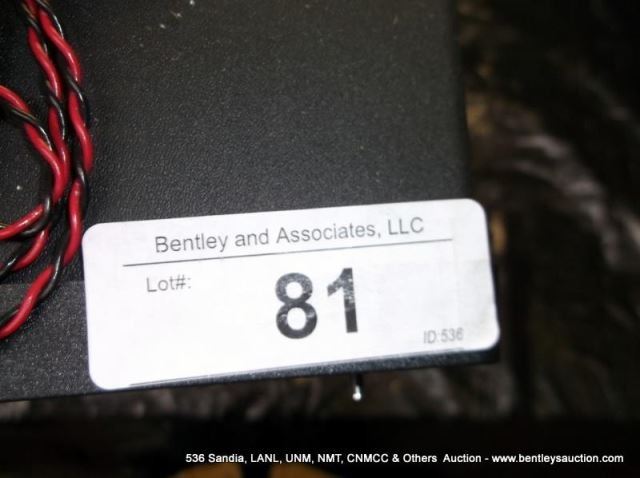 Bentley and Associates, LLC
Lot#:
81
ID:536
536 Sandia, LANL, UNM, NMT, CNMCC & Others Auction - www.bentleysauction.com